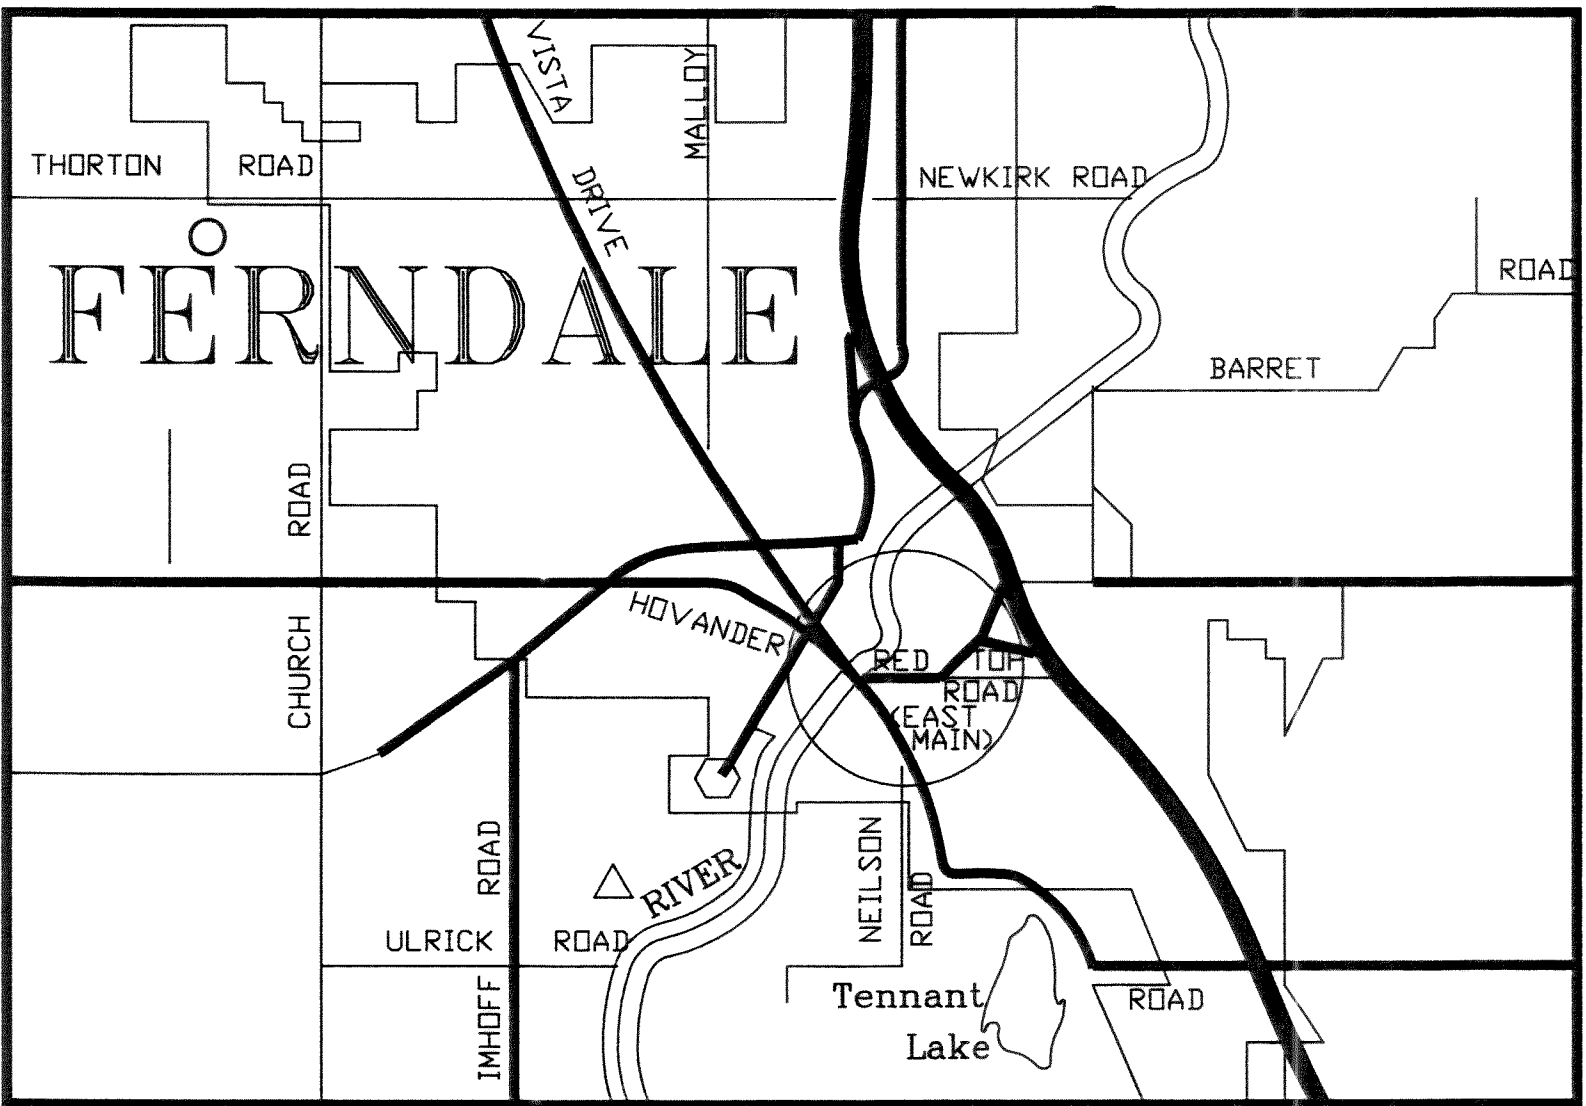 VISTA
MALLOY
THORTON ROAD
NEWKIRK ROAD
DRIVE
FERNDALE
ROAD
BARRET
ROAD
HOVANDER
CHURCH
RED TOP
ROAD
(EAST
MAIN)
ROAD
NEILSON
ROAD
RIVER
ULRICK ROAD
IMHOFF
Tennant
Lake
ROAD